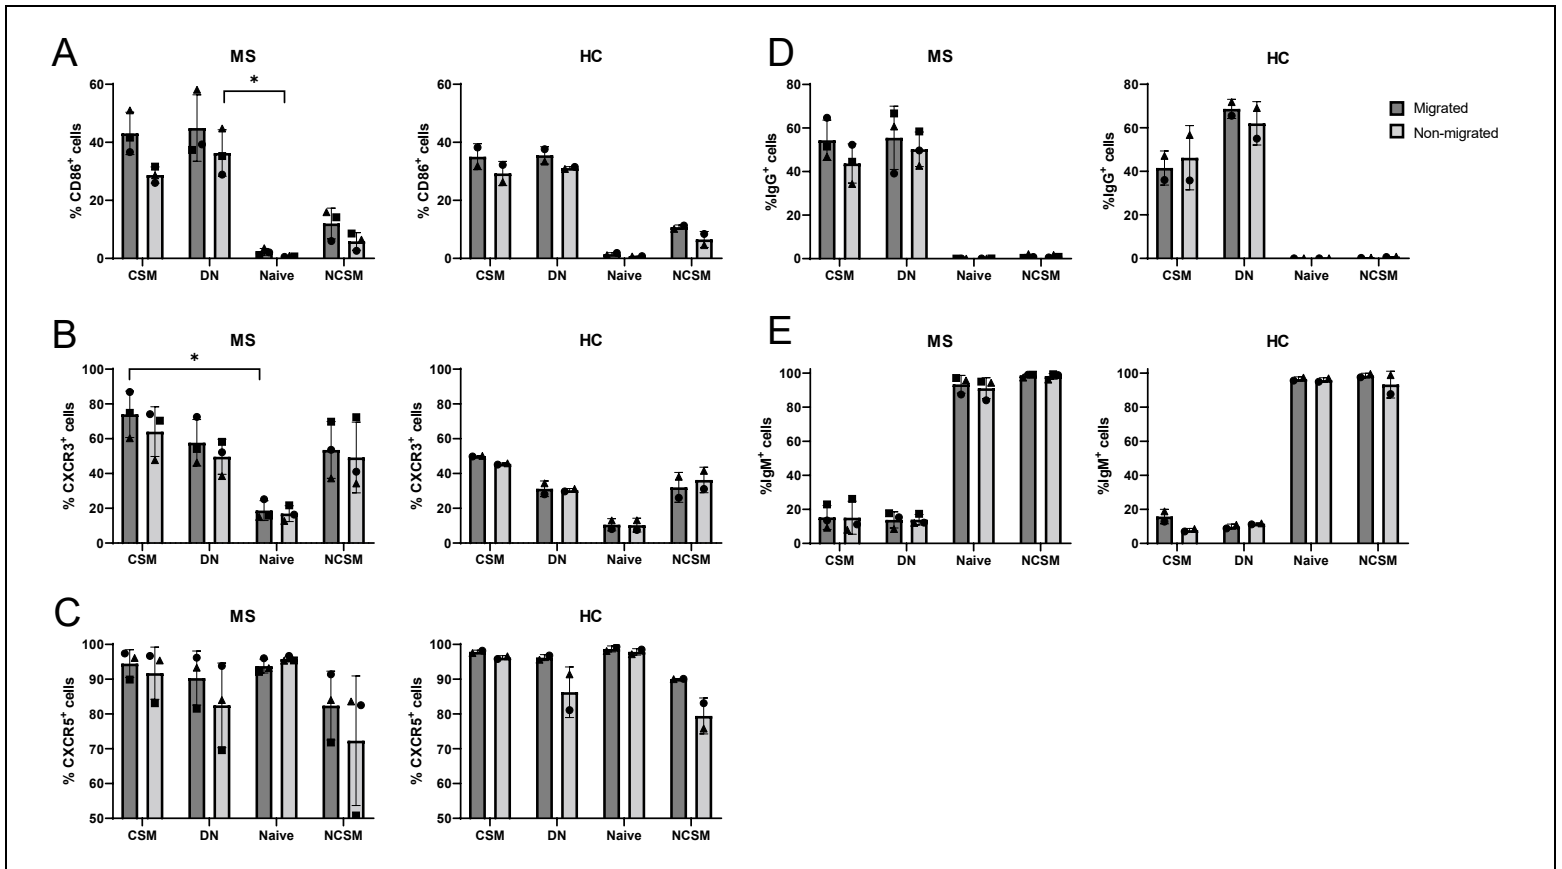 A
MS
HC
% CD86+ cells
60
40
20
0
*
CSM DN Naive NCSM
% CD86+ cells
60
40
20
0
CSM DN Naive NCSM
D
MS
HC
%IgG+ cells
80
60
40
20
0
CSM DN Naive NCSM
%IgG+ cells
80
60
40
20
0
CSM DN Naive NCSM
Migrated
Non-migrated
B
MS
HC
% CXCR3+ cells
100
80
60
40
20
0
*
CSM DN Naive NCSM
% CXCR3+ cells
100
80
60
40
20
0
CSM DN Naive NCSM
E
MS
HC
%IgM+ cells
100
80
60
40
20
0
CSM DN Naive NCSM
%IgM+ cells
100
80
60
40
20
0
CSM DN Naive NCSM
C
MS
HC
% CXCR5+ cells
100
90
80
70
60
50
CSM DN Naive NCSM
% CXCR5+ cells
100
90
80
70
60
50
CSM DN Naive NCSM